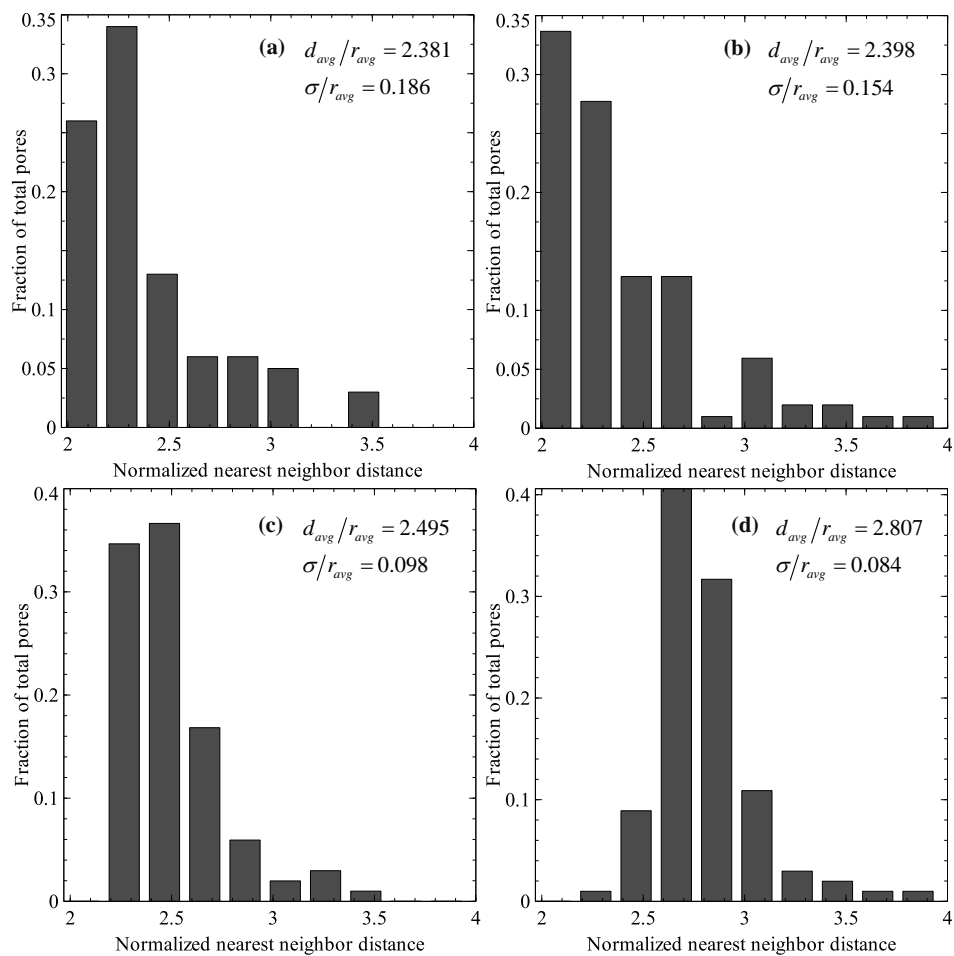 0.35
(a) d_avg/r_avg = 2.381
0.3
σ/r_avg = 0.186
0.2
0.1
0.05
0
Fraction of total pores
2 2.5 3 3.5 4
Normalized nearest neighbor distance
0.35
(b) d_avg/r_avg = 2.398
0.3
σ/r_avg = 0.154
0.2
0.1
0.05
0
Fraction of total pores
2 2.5 3 3.5 4
Normalized nearest neighbor distance
0.4
(c) d_avg/r_avg = 2.495
σ/r_avg = 0.098
0.3
0.2
0.1
0
Fraction of total pores
2 2.5 3 3.5 4
Normalized nearest neighbor distance
0.4
(d) d_avg/r_avg = 2.807
σ/r_avg = 0.084
0.3
0.2
0.1
0
Fraction of total pores
2 2.5 3 3.5 4
Normalized nearest neighbor distance